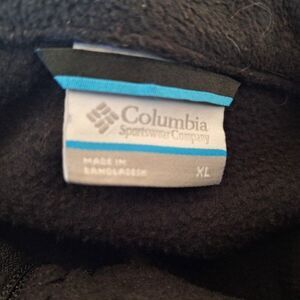 Columbia
Sportswear Company
MADE IN
BANGLADESH
XL